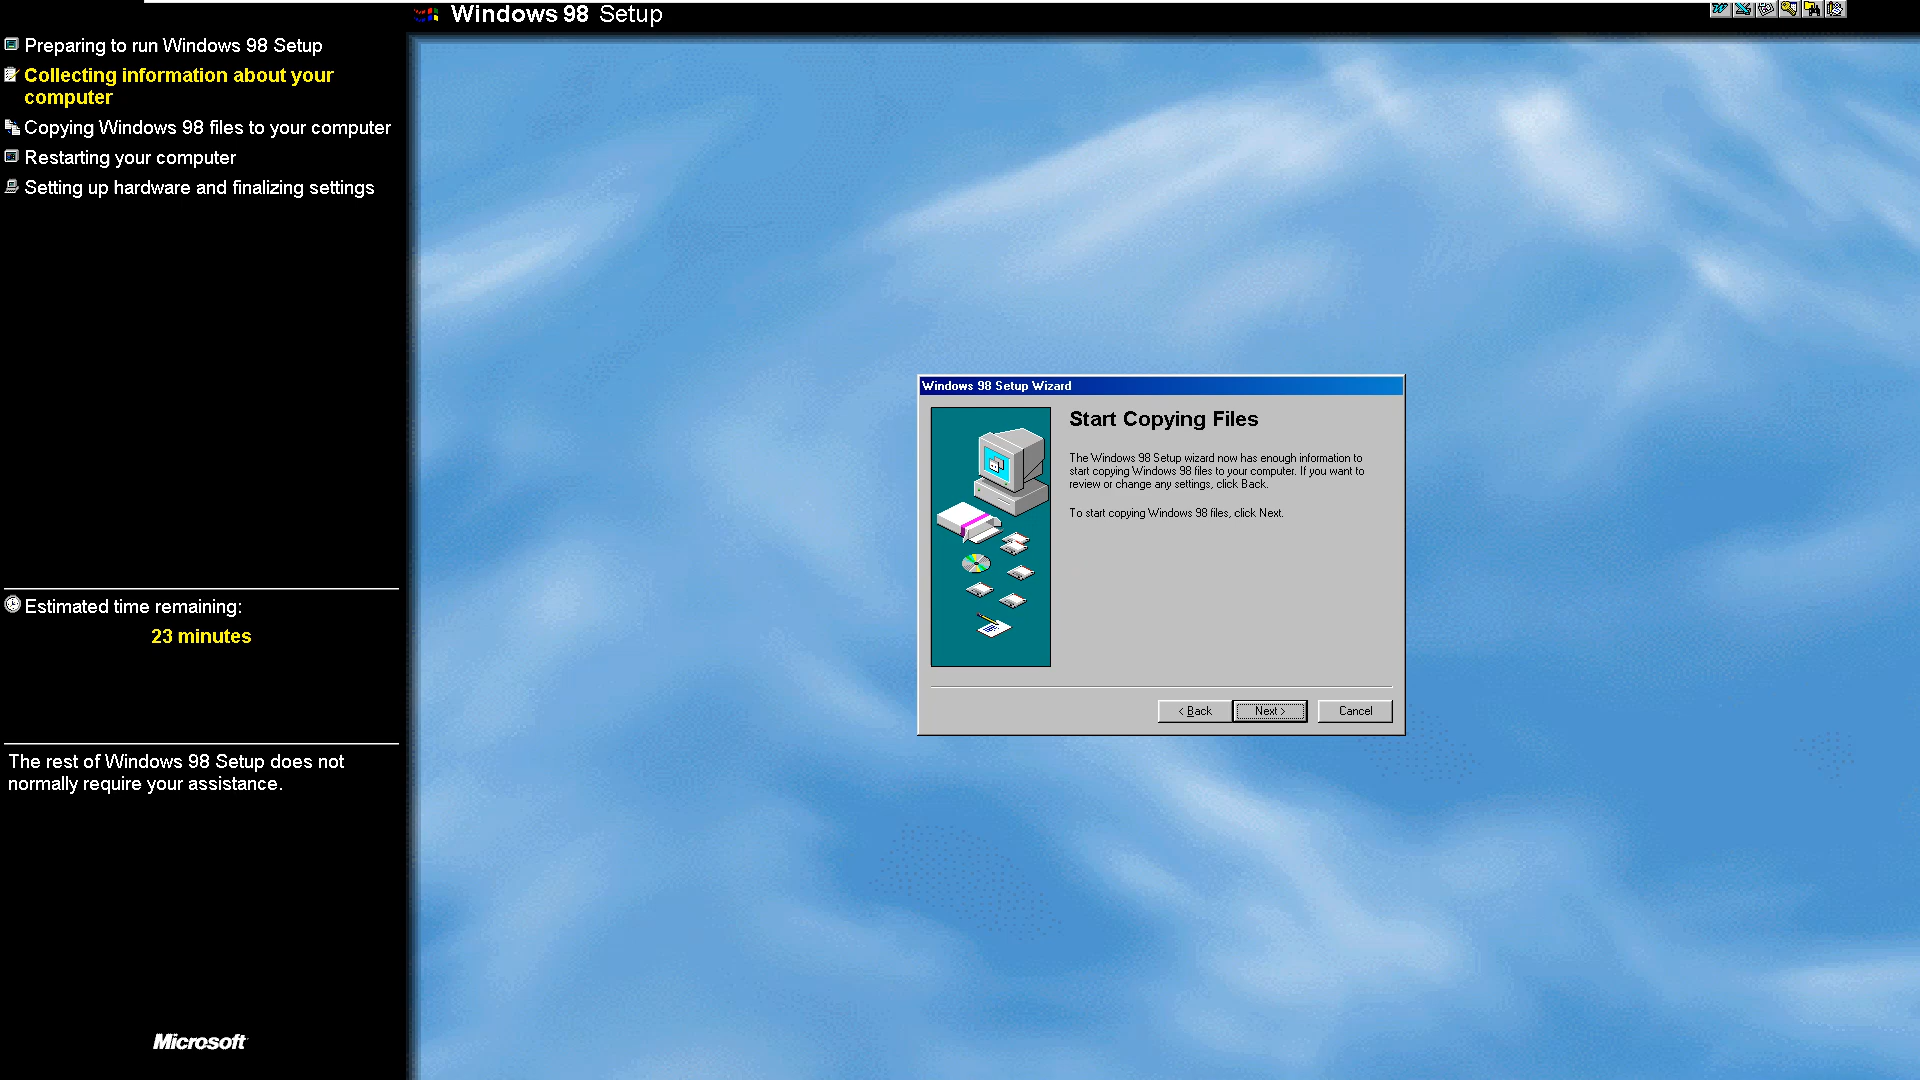 Windows 98 Setup
Preparing to run Windows 98 Setup
Collecting information about your
computer
Copying Windows 98 files to your computer
Restarting your computer
Setting up hardware and finalizing settings
Estimated time remaining:
23 minutes
The rest of Windows 98 Setup does not
normally require your assistance.
Microsoft
Windows 98 Setup Wizard
Start Copying Files
The Windows 98 Setup wizard now has enough information to
start copying Windows 98 files to your computer. If you want to
review or change any settings, click Back.
To start copying Windows 98 files, click Next.
< Back
Next >
Cancel